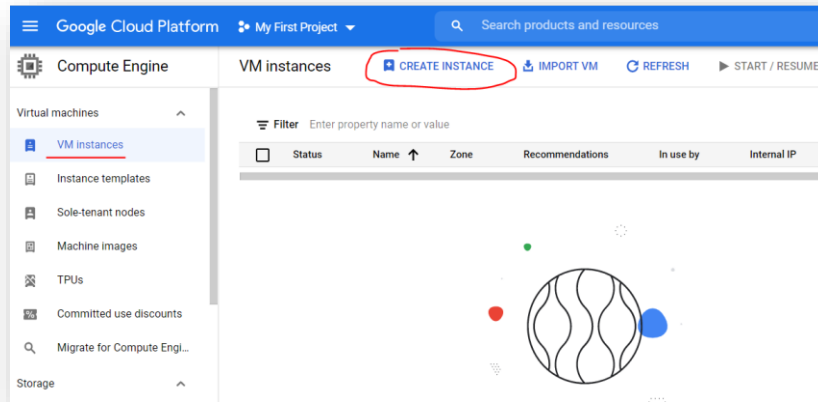 Google Cloud Platform
My First Project
Search products and resources
Compute Engine
VM instances
CREATE INSTANCE
IMPORT VM
REFRESH
START / RESUME
Virtual machines
VM instances
Instance templates
Sole-tenant nodes
Machine images
TPUs
Committed use discounts
Migrate for Compute Engi...
Storage
Filter
Enter property name or value
Status
Name
Zone
Recommendations
In use by
Internal IP